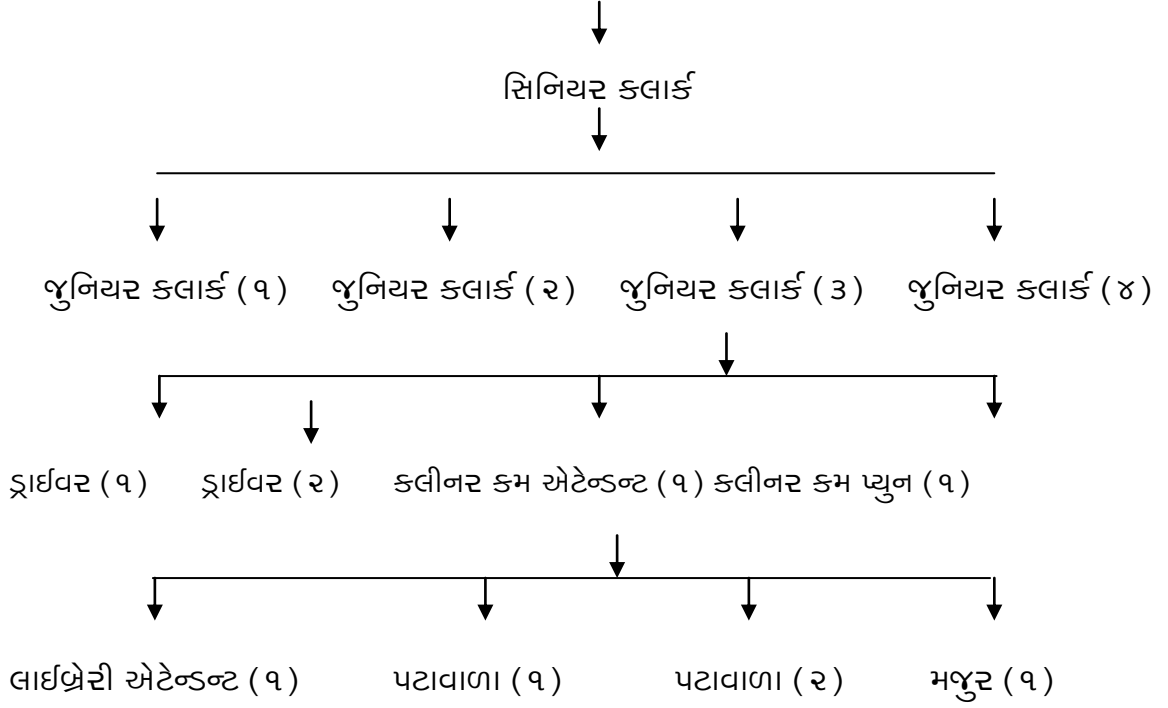 સિનિયર કલાર્ક
જુનિયર કલાર્ક (૧) જુનિયર કલાર્ક (૨) જુનિયર કલાર્ક (૩) જુનિયર કલાર્ક (૪)
ડ્રાઈવર (૧) ડ્રાઈવર (૨) કલીનર કમ એટેન્ડન્ટ (૧) કલીનર કમ પ્યુન (૧)
લાઈબ્રેરી એટેન્ડન્ટ (૧) પટાવાળા (૧) પટાવાળા (૨) મજુર (૧)